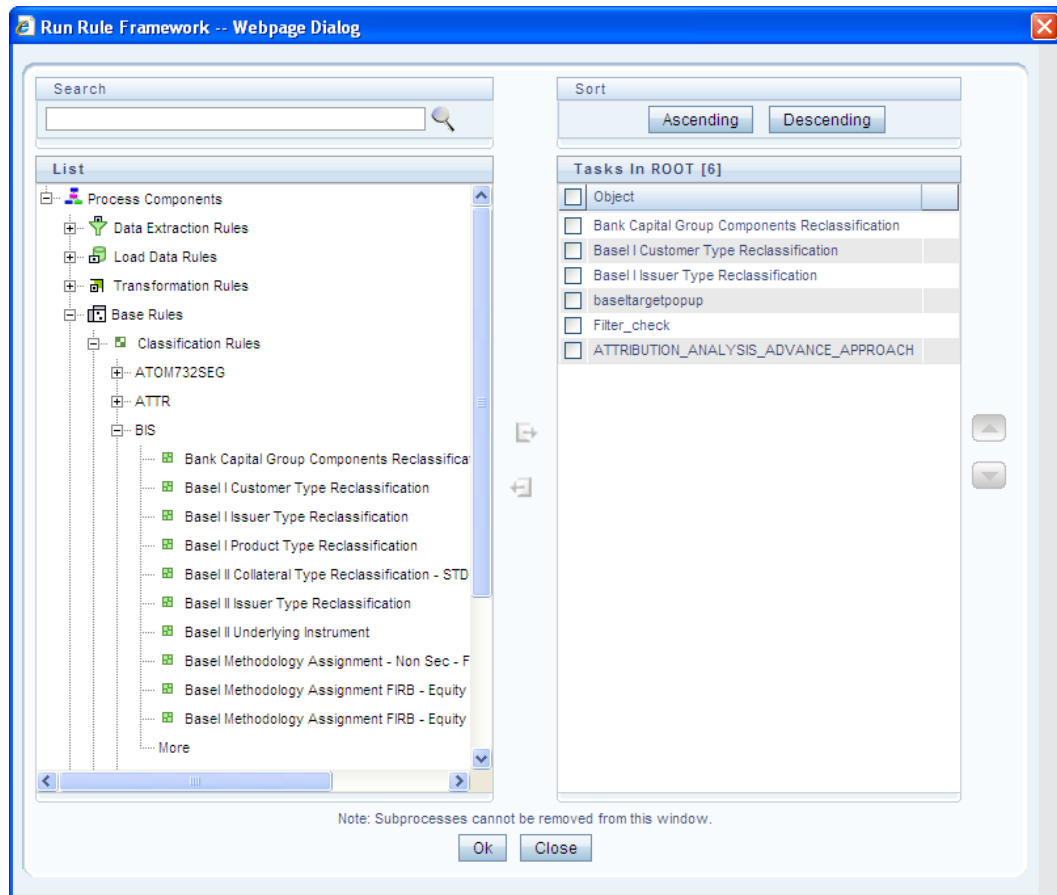 Run Rule Framework -- Webpage Dialog
Search
List
Process Components
Data Extraction Rules
Load Data Rules
Transformation Rules
Base Rules
Classification Rules
ATOM732SEG
ATTR
BIS
Bank Capital Group Components Reclassifica
Basel I Customer Type Reclassification
Basel I Issuer Type Reclassification
Basel I Product Type Reclassification
Basel II Collateral Type Reclassification - STD
Basel II Issuer Type Reclassification
Basel II Underlying Instrument
Basel Methodology Assignment - Non Sec - F
Basel Methodology Assignment FIRB - Equity
Basel Methodology Assignment FIRB - Equity
More
Sort
Ascending Descending
Tasks In ROOT [6]
Object
Bank Capital Group Components Reclassification
Basel I Customer Type Reclassification
Basel I Issuer Type Reclassification
baseltargetpopup
Filter_check
ATTRIBUTION_ANALYSIS_ADVANCE_APPROACH
Note: Subprocesses cannot be removed from this window.
Ok Close